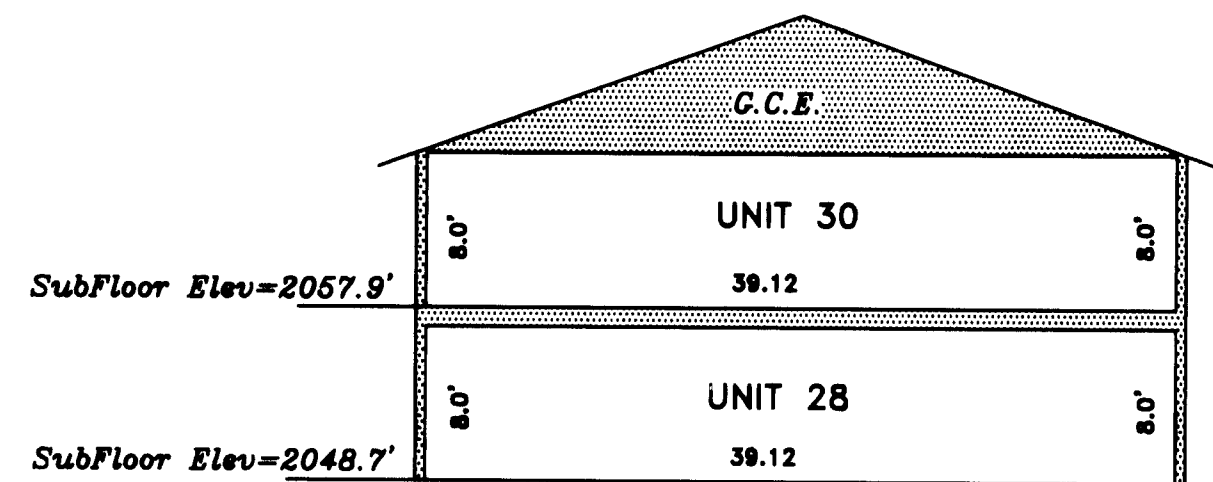 G.C.E.
UNIT 30
8.0'
8.0'
SubFloor Elev=2057.9'
39.12
UNIT 28
8.0'
8.0'
SubFloor Elev=2048.7'
39.12